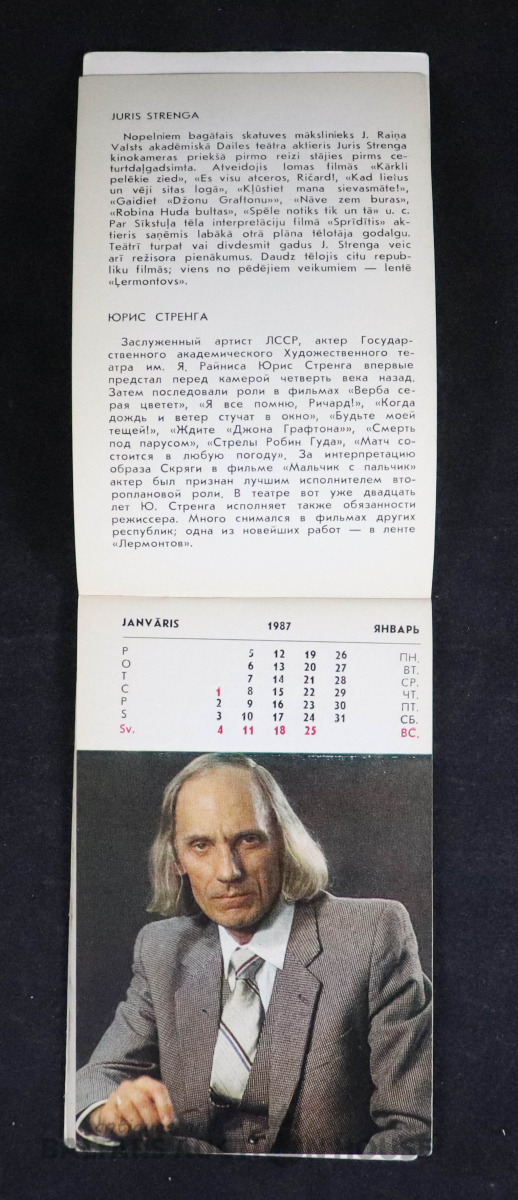 JURIS STRENGA
Nopelniem bagātais skatuves mākslinieks J. Raiņa
Valsts akadēmiskā Dailes teātra aktieris Juris Strenga
kinokameras priekšā pirmo reizi stājies pirms ce-
turtdaļgadsimta. Atveidojis lomas filmās «Kārkli
pelēkie zied», «Es visu atceros, Ričard!, «Kad lietus
un vēji sitas logā», «Kļūstiet mana sievasmāte!»,
«Gaidiet «Džonu Graftonu»», «Nāve zem buras»,
«Robina Huda bultas», «Spēle notiks tik un tā» u. c.
Par Sīkstuļa tēla interpretāciju filmā «Sprīdītis» ak-
tieris saņēmis labākā otrā plāna tēlotāja godalgu.
Teātrī turpat vai divdesmit gadus J. Strenga veic
arī režisora pienākumus. Daudz tēlojis citu repub-
liku filmās; viens no pēdējiem veikumiem — lentē
«Ļermontovs».
ЮРИС СТРЕНГА
Заслуженный артист ЛССР, актер Государ-
ственного академического Художественного те-
атра им. Я. Райниса Юрис Стренга впервые
предстал перед камерой четверть века назад.
Затем последовали роли в фильмах «Верба се-
рая цветет», «Я все помню, Ричард!», «Когда
дождь и ветер стучат в окно», «Будьте моей
тещей!», «Ждите «Джона Графтона»», «Смерть
под парусом», «Стрелы Робин Гуда», «Матч со-
стоится в любую погоду». За интерпретацию
образа Скряги в фильме «Мальчик с пальчик»
актер был признан лучшим исполнителем вто-
роплановой роли. В театре вот уже двадцать
лет Ю. Стренга исполняет также обязанности
режиссера. Много снимался в фильмах других
республик; одна из новейших работ — в ленте
«Лермонтов».
JANVĀRIS 1987 ЯНВАРЬ
P 5 12 19 26 ПН.
O 6 13 20 27 ВТ.
T 7 14 21 28 СР.
C 1 8 15 22 29 ЧТ.
P 2 9 16 23 30 ПТ.
S 3 10 17 24 31 СБ.
Sv. 4 11 18 25 ВС.